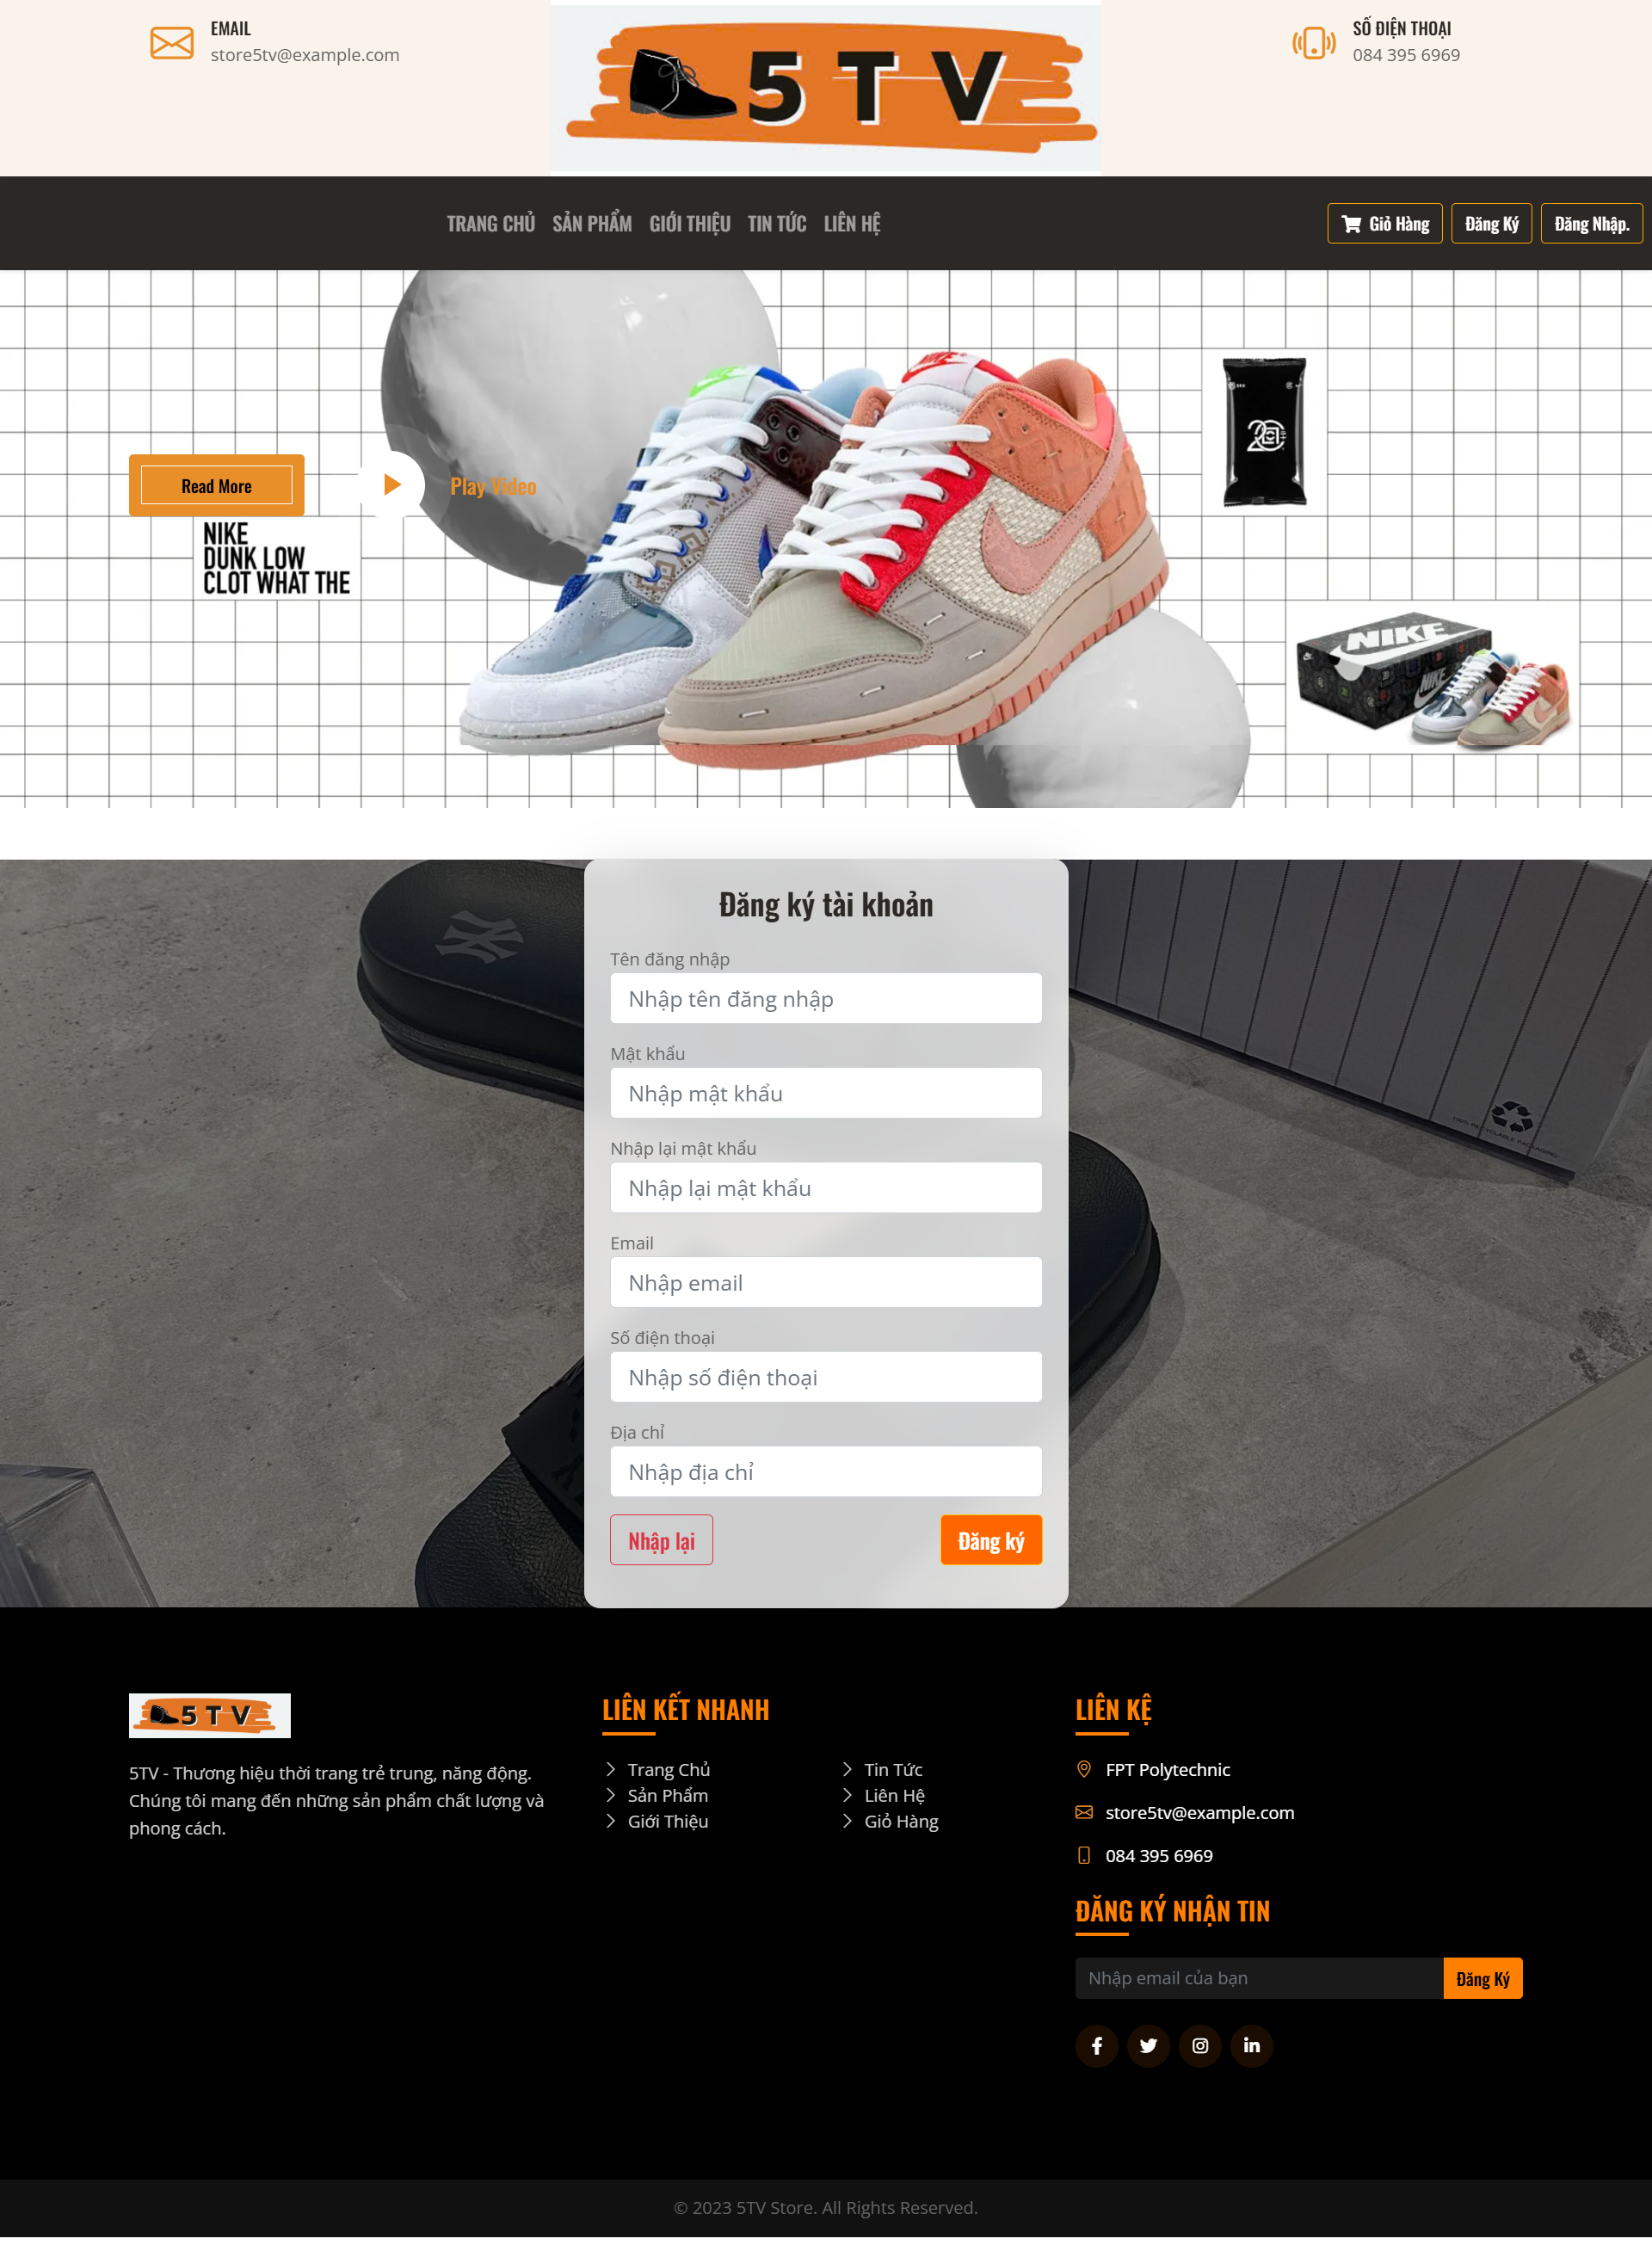 EMAIL
store5tv@example.com
5TV
SỐ ĐIỆN THOẠI
084 395 6969
TRANG CHỦ SẢN PHẨM GIỚI THIỆU TIN TỨC LIÊN HỆ
Giỏ Hàng Đăng Ký Đăng Nhập.
Read More
Play Video
NIKE
DUNK LOW
CLOT WHAT THE
20
NIKE
NIKE
Đăng ký tài khoản
Tên đăng nhập
Nhập tên đăng nhập
Mật khẩu
Nhập mật khẩu
Nhập lại mật khẩu
Nhập lại mật khẩu
Email
Nhập email
Số điện thoại
Nhập số điện thoại
Địa chỉ
Nhập địa chỉ
Nhập lại Đăng ký
100% RECYCLABLE PACKAGING
5TV
5TV - Thương hiệu thời trang trẻ trung, năng động.
Chúng tôi mang đến những sản phẩm chất lượng và
phong cách.
LIÊN KẾT NHANH
Trang Chủ
Sản Phẩm
Giới Thiệu
Tin Tức
Liên Hệ
Giỏ Hàng
LIÊN KỆ
FPT Polytechnic
store5tv@example.com
084 395 6969
ĐĂNG KÝ NHẬN TIN
Nhập email của bạn Đăng Ký
© 2023 5TV Store. All Rights Reserved.